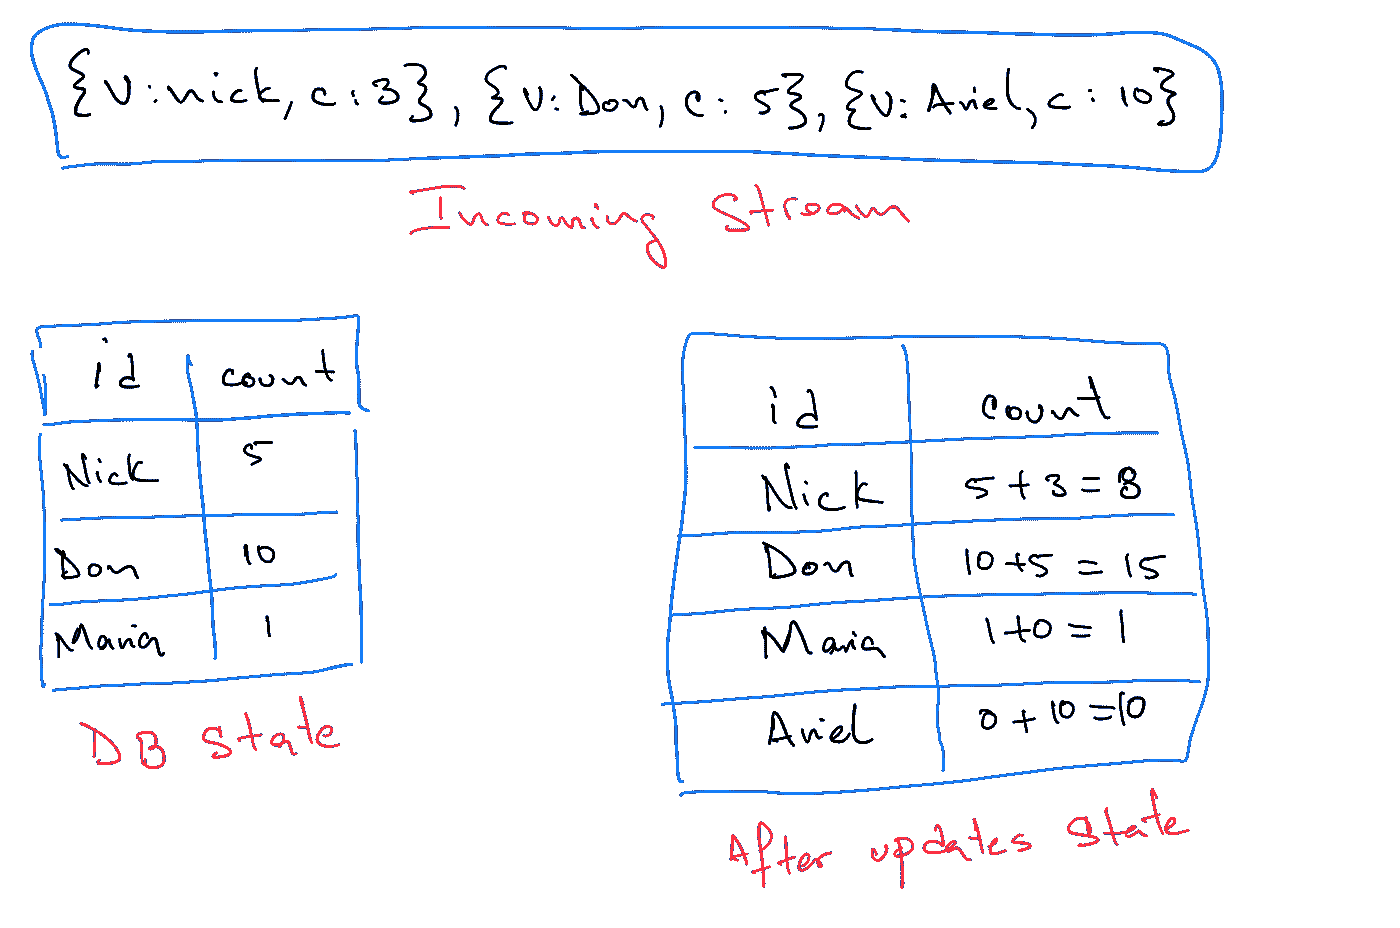 {v:nick, c:3}, {v:Don, c:5}, {v:Ariel, c:10}
Incoming Stream
id count
Nick 5
Don 10
Maria 1
DB State
id count
Nick 5+3=8
Don 10+5=15
Maria 1+0=1
Ariel 0+10=10
After updates State